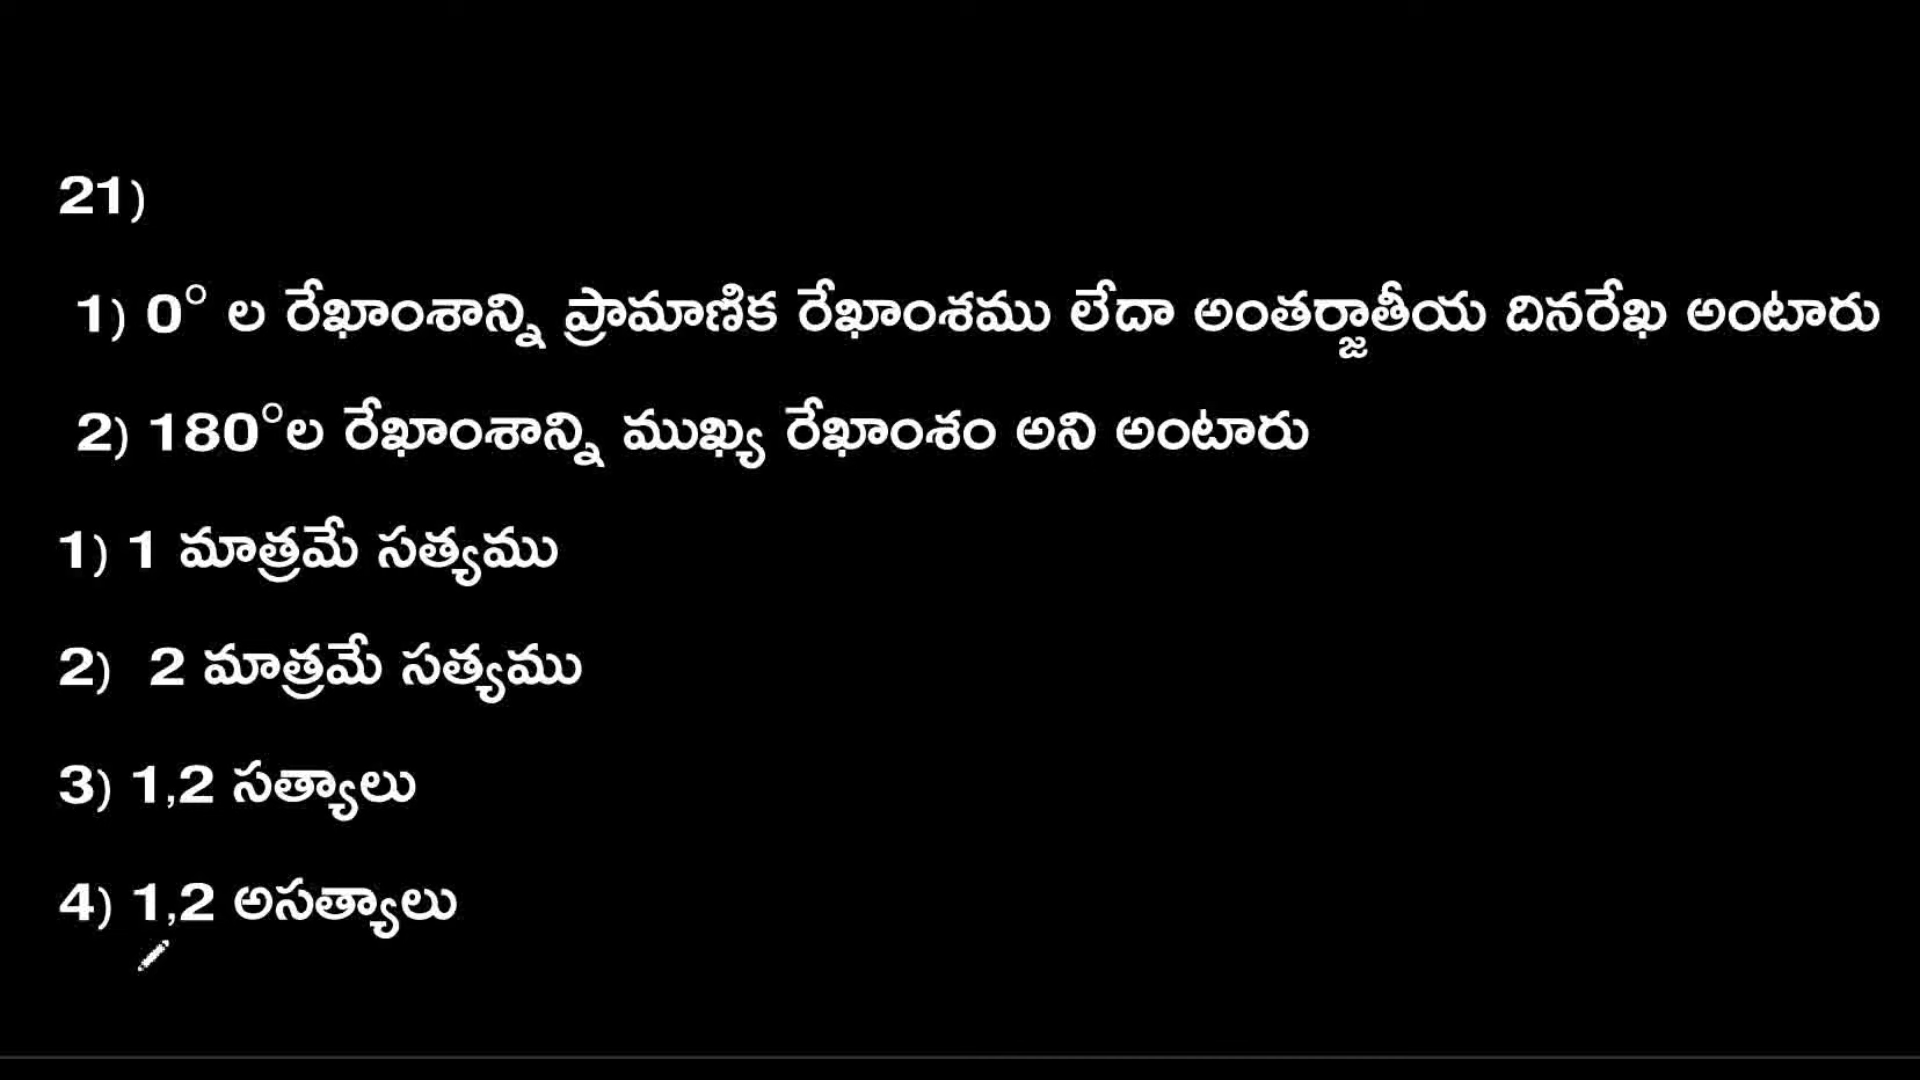 21)
1) 0° ల రేఖాంశాన్ని ప్రామాణిక రేఖాంశము లేదా అంతర్జాతీయ దినరేఖ అంటారు
2) 180°ల రేఖాంశాన్ని ముఖ్య రేఖాంశం అని అంటారు
1) 1 మాత్రమే సత్యము
2) 2 మాత్రమే సత్యము
3) 1,2 సత్యాలు
4) 1,2 అసత్యాలు